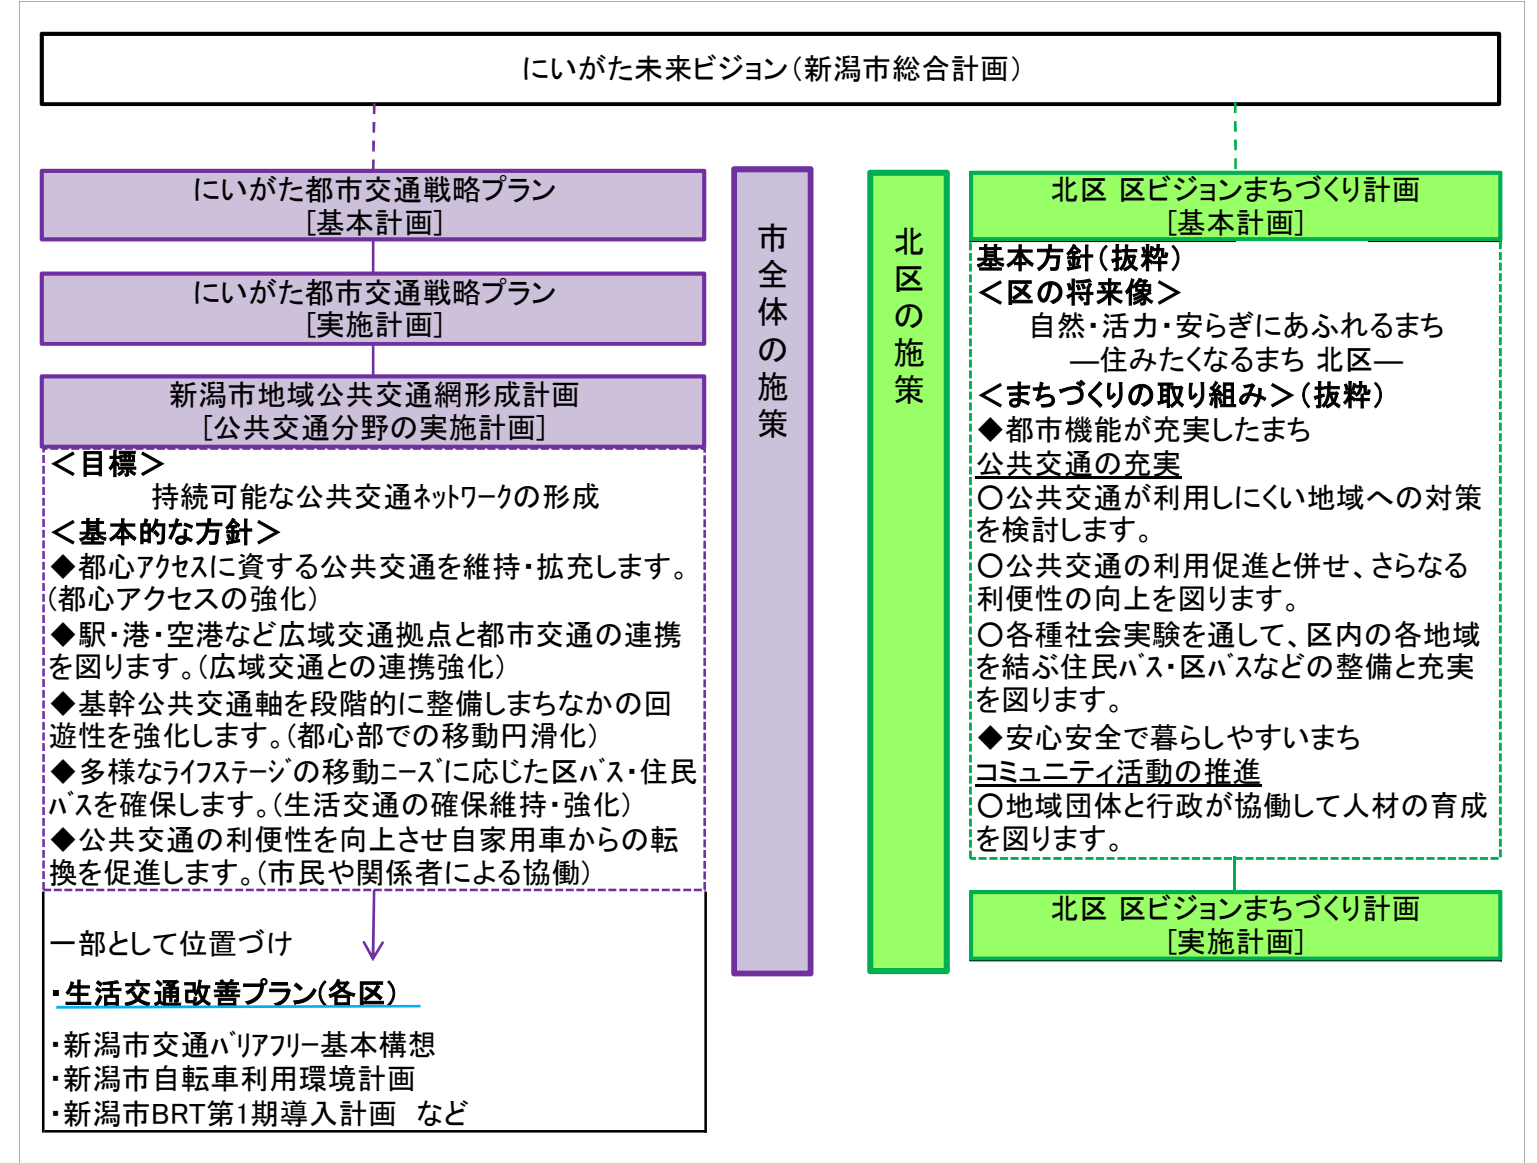 にいがた未来ビジョン（新潟市総合計画）
にいがた都市交通戦略プラン
[基本計画]
にいがた都市交通戦略プラン
[実施計画]
新潟市地域公共交通網形成計画
[公共交通分野の実施計画]
＜目標＞
持続可能な公共交通ﾈｯﾄﾜｰｸの形成
＜基本的な方針＞
◆都心ｱｸｾｽに資する公共交通を維持・拡充します。
(都心アクセスの強化)
◆駅・港・空港など広域交通拠点と都市交通の連携
を図ります。(広域交通との連携強化)
◆基幹公共交通軸を段階的に整備しまちなかの回
遊性を強化します。(都心部での移動円滑化)
◆多様なﾗｲﾌｽﾃｰｼﾞの移動ﾆｰｽﾞに応じた区ﾊﾞｽ・住民
ﾊﾞｽを確保します。(生活交通の確保維持・強化)
◆公共交通の利便性を向上させ自家用車からの転
換を促進します。(市民や関係者による協働)
一部として位置づけ
・生活交通改善プラン(各区)
・新潟市交通ﾊﾞﾘｱﾌﾘｰ基本構想
・新潟市自転車利用環境計画
・新潟市BRT第1期導入計画　など
市全体の施策
北区の施策
北区 区ビジョンまちづくり計画
[基本計画]
基本方針（抜粋）
＜区の将来像＞
自然・活力・安らぎにあふれるまち
―住みたくなるまち 北区―
＜まちづくりの取り組み＞（抜粋）
◆都市機能が充実したまち
公共交通の充実
○公共交通が利用しにくい地域への対策
を検討します。
○公共交通の利用促進と併せ、さらなる
利便性の向上を図ります。
○各種社会実験を通して、区内の各地域
を結ぶ住民ﾊﾞｽ・区ﾊﾞｽなどの整備と充実
を図ります。
◆安心安全で暮らしやすいまち
コミュニティ活動の推進
○地域団体と行政が協働して人材の育成
を図ります。
北区 区ビジョンまちづくり計画
[実施計画]